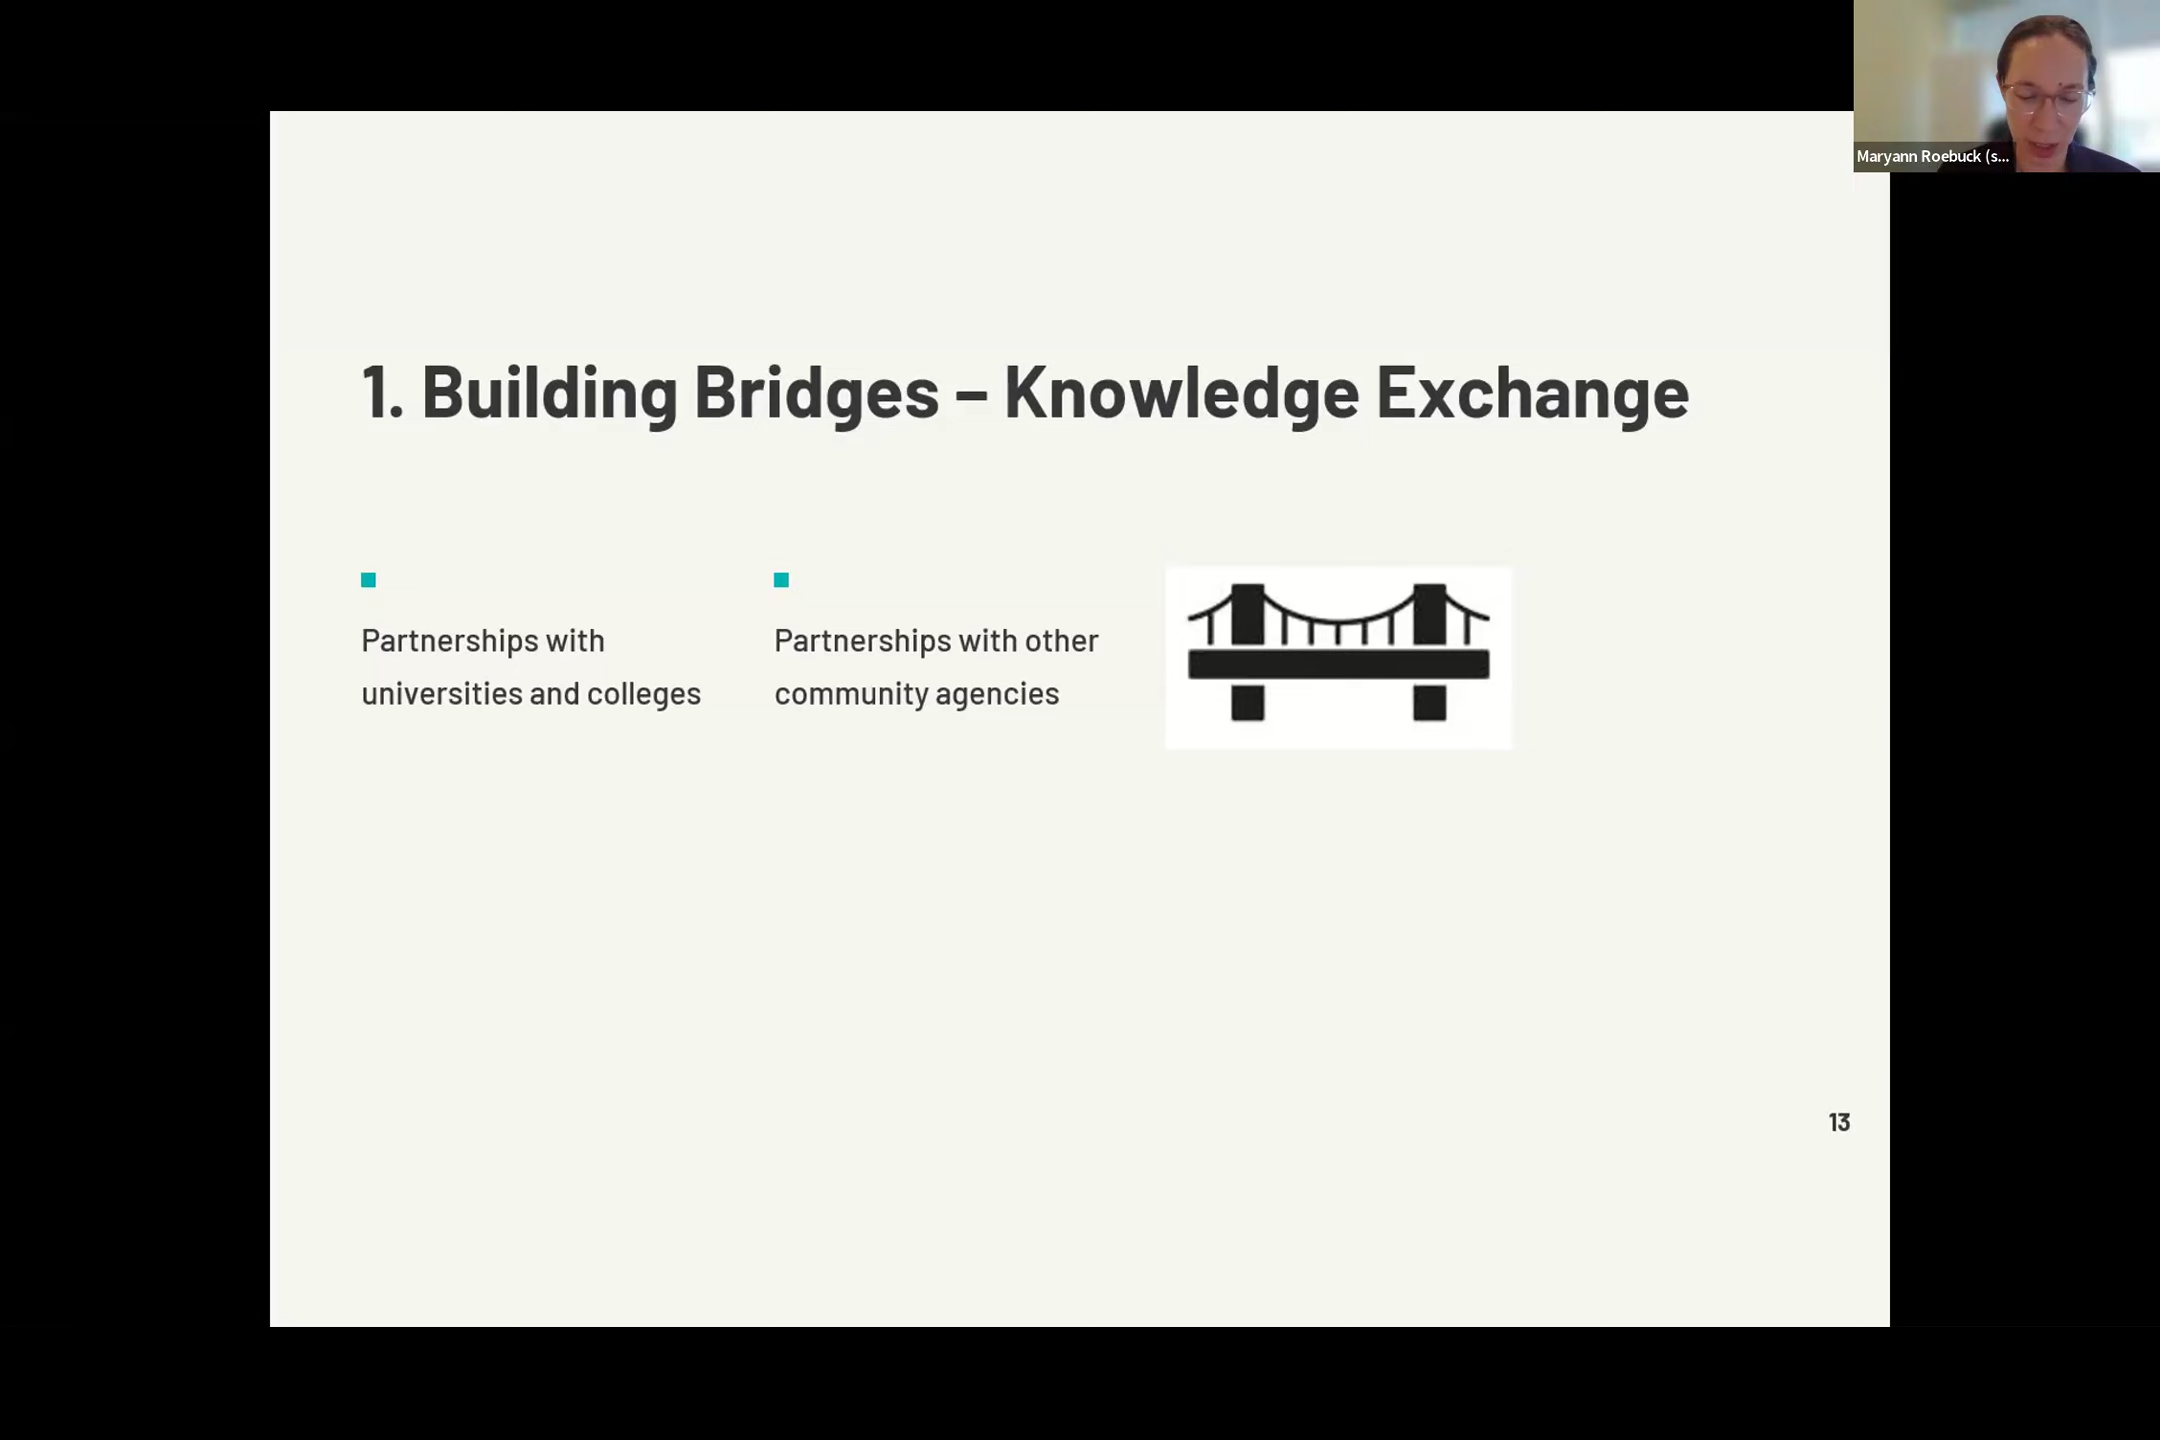 Maryann Roebuck (s...
1. Building Bridges – Knowledge Exchange
Partnerships with
universities and colleges
Partnerships with other
community agencies
13